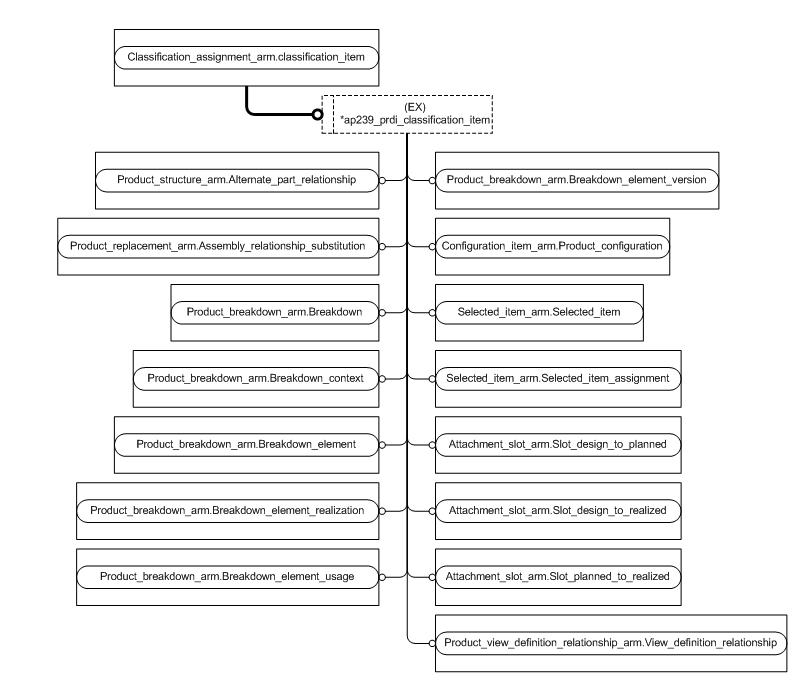 Classification_assignment_arm.classification_item
(EX)
*ap239_prdi_classification_item
Product_structure_arm.Alternate_part_relationship
Product_breakdown_arm.Breakdown_element_version
Product_replacement_arm.Assembly_relationship_substitution
Configuration_item_arm.Product_configuration
Product_breakdown_arm.Breakdown
Selected_item_arm.Selected_item
Product_breakdown_arm.Breakdown_context
Selected_item_arm.Selected_item_assignment
Product_breakdown_arm.Breakdown_element
Attachment_slot_arm.Slot_design_to_planned
Product_breakdown_arm.Breakdown_element_realization
Attachment_slot_arm.Slot_design_to_realized
Product_breakdown_arm.Breakdown_element_usage
Attachment_slot_arm.Slot_planned_to_realized
Product_view_definition_relationship_arm.View_definition_relationship